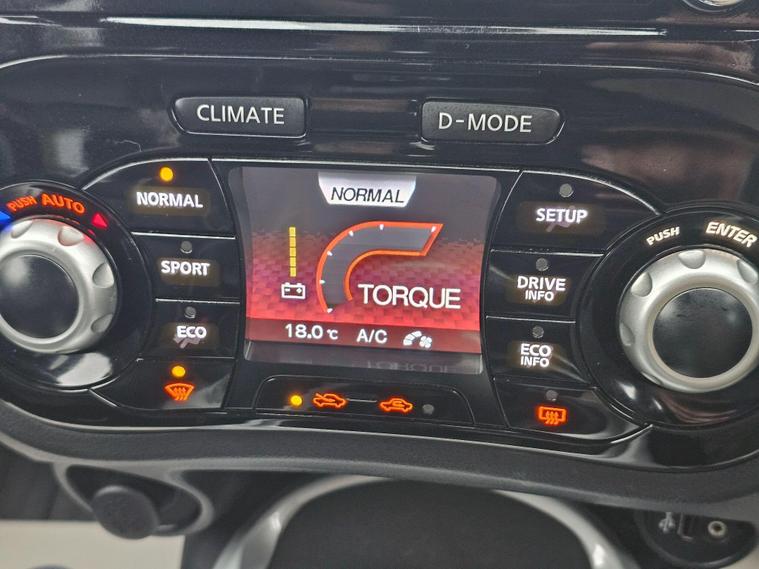 CLIMATE
D-MODE
PUSH AUTO
NORMAL
SPORT
ECO
NORMAL
TORQUE
18.0 °C A/C
SETUP
DRIVE
INFO
ECO
INFO
PUSH ENTER